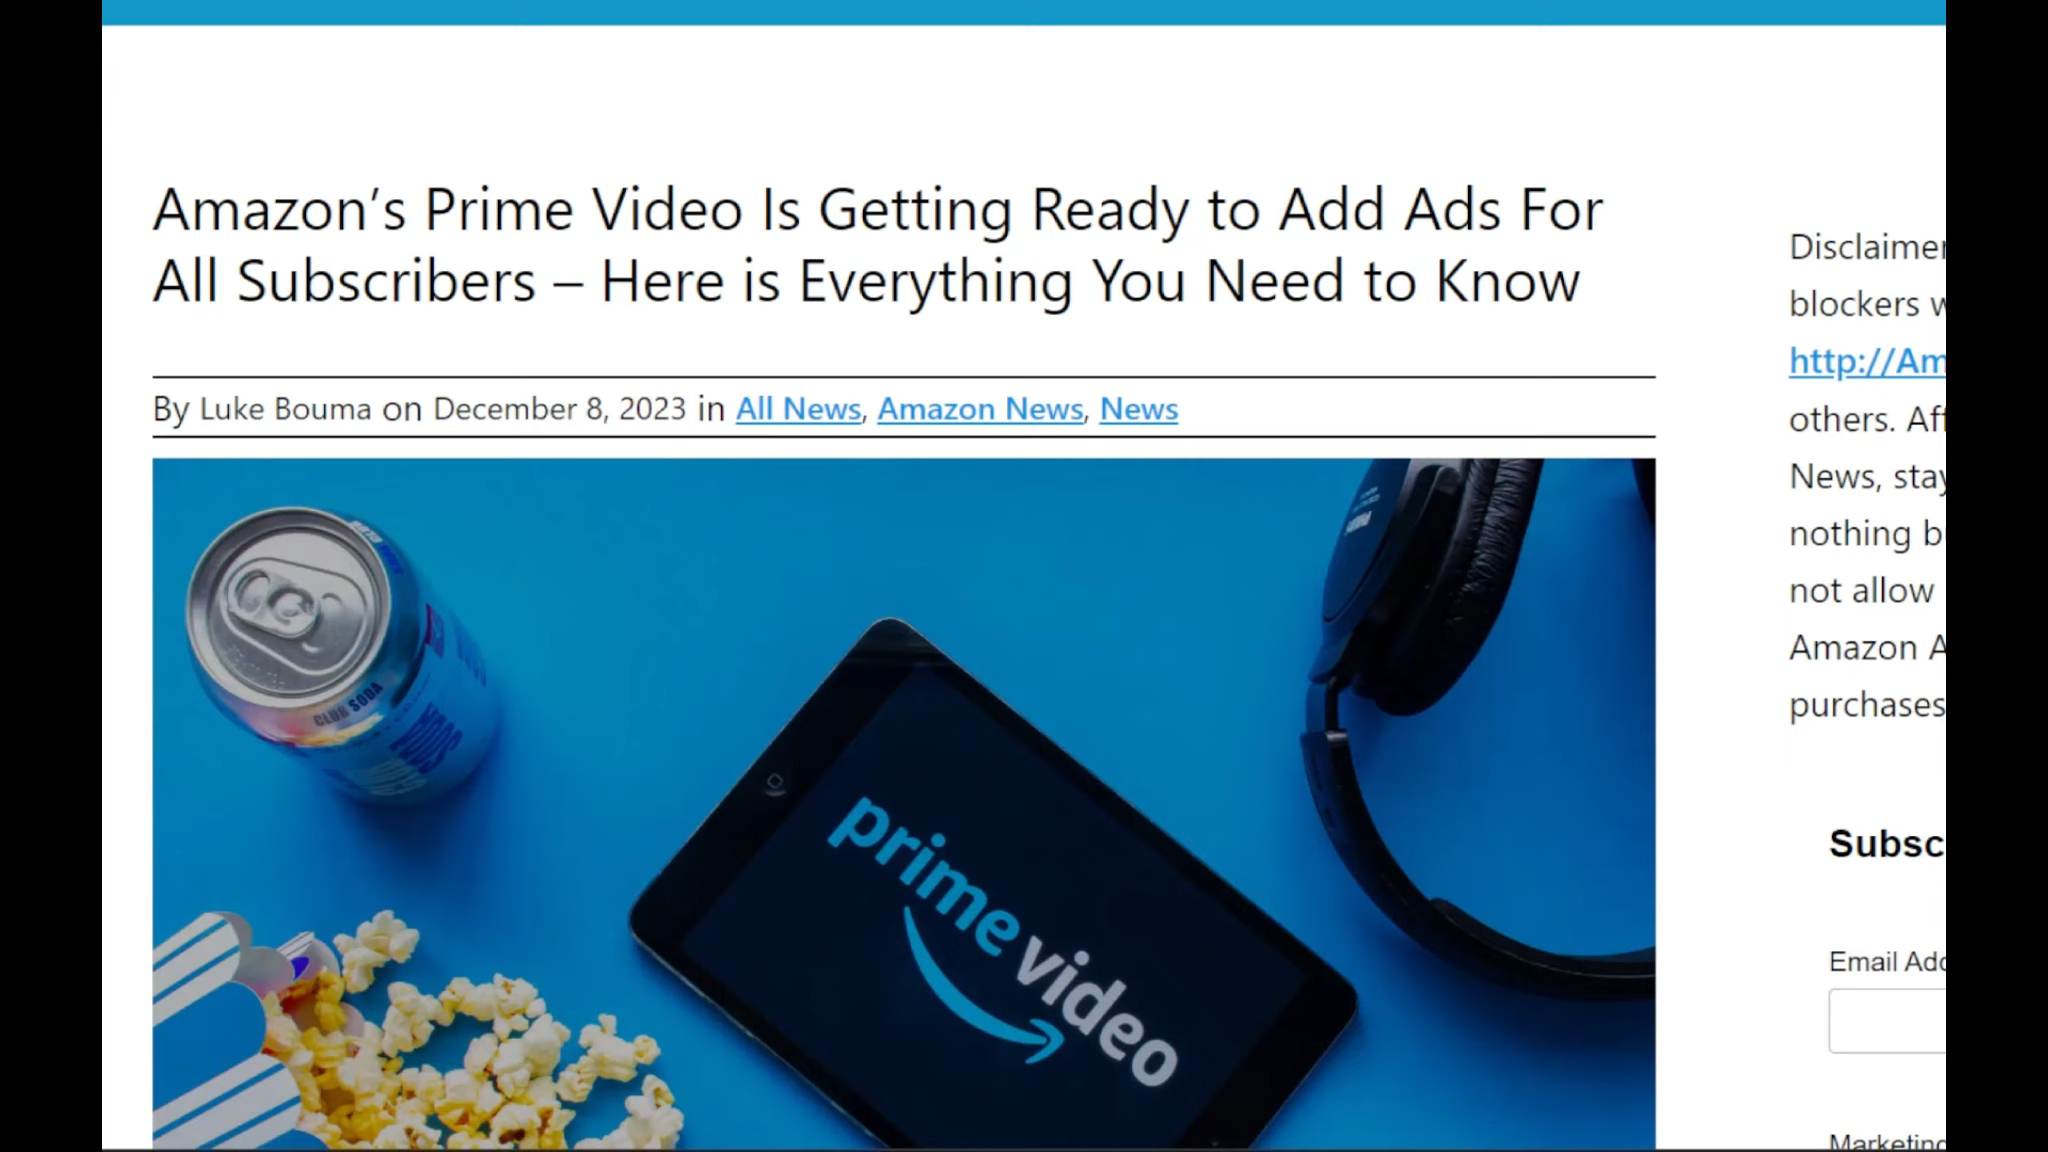 Amazon’s Prime Video Is Getting Ready to Add Ads For
All Subscribers – Here is Everything You Need to Know
By Luke Bouma on December 8, 2023 in All News, Amazon News, News
CLUB SODA
prime video
Disclaimer
blockers w
http://Am
others. Aff
News, stay
nothing b
not allow
Amazon A
purchases
Subsc
Email Add
Marketing